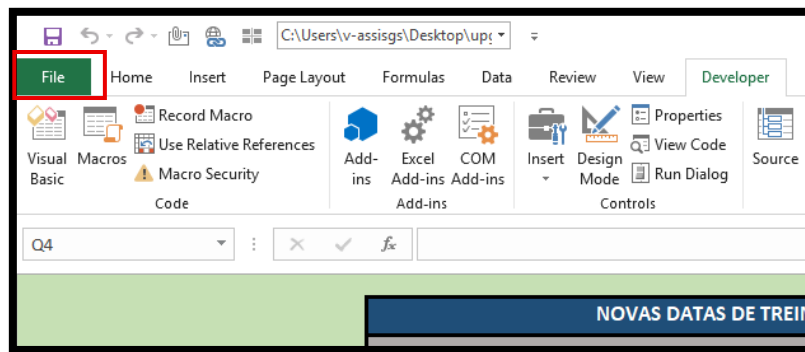 C:\Users\v-assisgs\Desktop\upg
File Home Insert Page Layout Formulas Data Review View Developer
Record Macro
Use Relative References
Macro Security
Visual Basic
Macros
Code
Add-ins
Excel Add-ins
COM Add-ins
Add-ins
Insert
Design Mode
Properties
View Code
Run Dialog
Controls
Source
Q4
fx
NOVAS DATAS DE